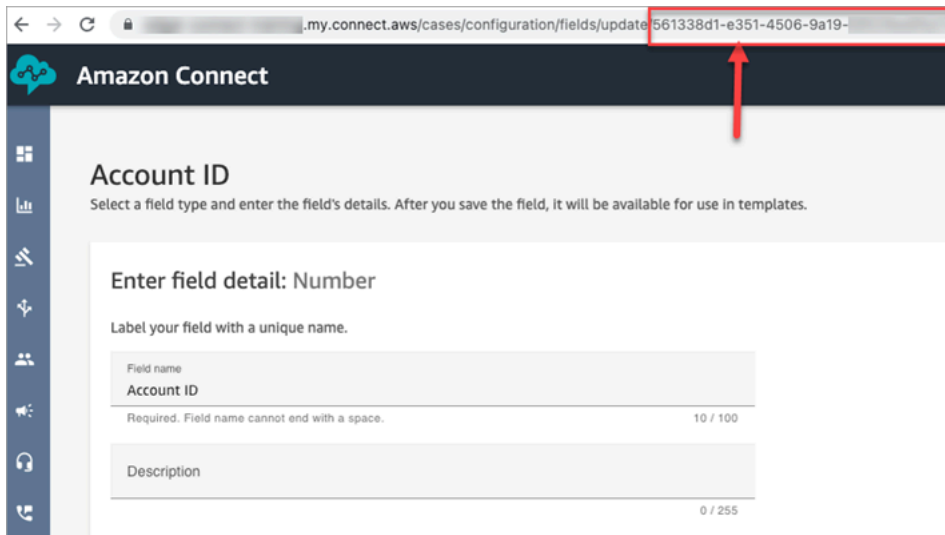 .my.connect.aws/cases/configuration/fields/update/561338d1-e351-4506-9a19-
Amazon Connect
Account ID
Select a field type and enter the field's details. After you save the field, it will be available for use in templates.
Enter field detail: Number
Label your field with a unique name.
Field name
Account ID
Required. Field name cannot end with a space. 10 / 100
Description
0 / 255